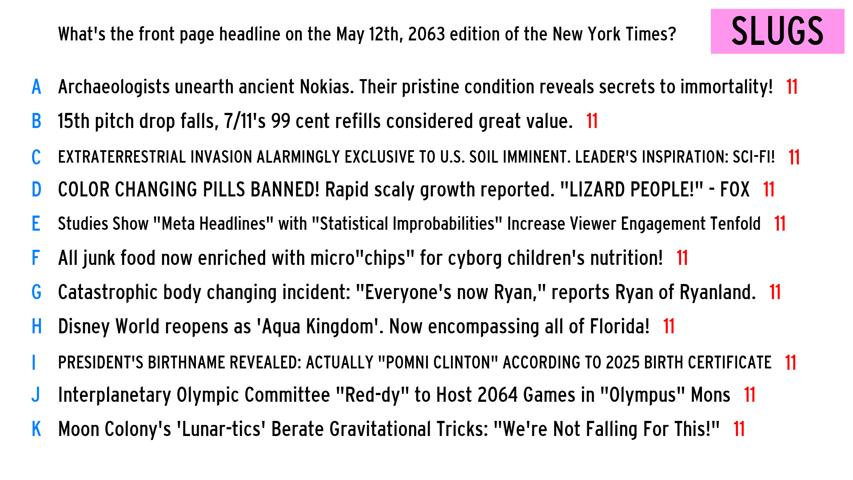 What's the front page headline on the May 12th, 2063 edition of the New York Times?
SLUGS
A Archaeologists unearth ancient Nokias. Their pristine condition reveals secrets to immortality! 11
B 15th pitch drop falls, 7/11's 99 cent refills considered great value. 11
C EXTRATERRESTRIAL INVASION ALARMINGLY EXCLUSIVE TO U.S. SOIL IMMINENT. LEADER'S INSPIRATION: SCI-FI! 11
D COLOR CHANGING PILLS BANNED! Rapid scaly growth reported. "LIZARD PEOPLE!" - FOX 11
E Studies Show "Meta Headlines" with "Statistical Improbabilities" Increase Viewer Engagement Tenfold 11
F All junk food now enriched with micro"chips" for cyborg children's nutrition! 11
G Catastrophic body changing incident: "Everyone's now Ryan," reports Ryan of Ryanland. 11
H Disney World reopens as 'Aqua Kingdom'. Now encompassing all of Florida! 11
I PRESIDENT'S BIRTHNAME REVEALED: ACTUALLY "POMNI CLINTON" ACCORDING TO 2025 BIRTH CERTIFICATE 11
J Interplanetary Olympic Committee "Red-dy" to Host 2064 Games in "Olympus" Mons 11
K Moon Colony's 'Lunar-tics' Berate Gravitational Tricks: "We're Not Falling For This!" 11